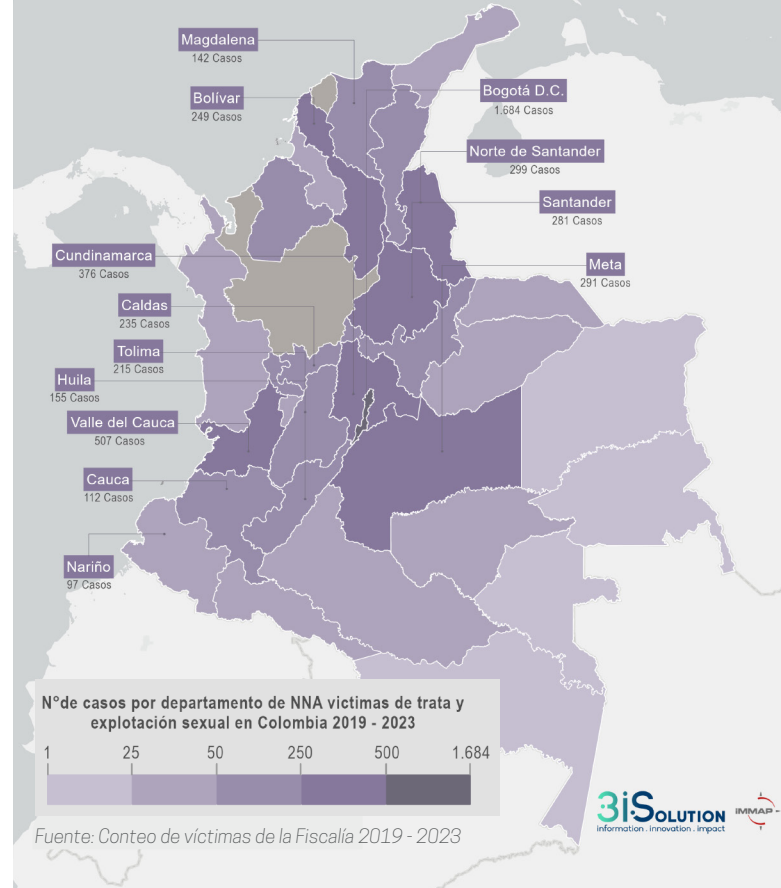 Magdalena
142 Casos
Bolívar
249 Casos
Bogotá D.C.
1.684 Casos
Norte de Santander
299 Casos
Santander
281 Casos
Cundinamarca
376 Casos
Meta
291 Casos
Caldas
235 Casos
Tolima
215 Casos
Huila
155 Casos
Valle del Cauca
507 Casos
Cauca
112 Casos
Nariño
97 Casos
N°de casos por departamento de NNA victimas de trata y
explotación sexual en Colombia 2019 - 2023
1 25 50 250 500 1.684
Fuente: Conteo de víctimas de la Fiscalía 2019 - 2023
3iSOLUTION
information . innovation . impact
IMMAP